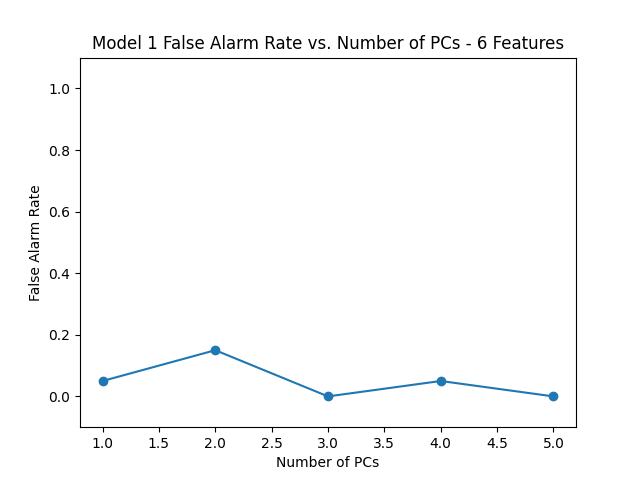 Model 1 False Alarm Rate vs. Number of PCs - 6 Features
1.0
0.8
0.6
0.4
0.2
0.0
False Alarm Rate
1.0 1.5 2.0 2.5 3.0 3.5 4.0 4.5 5.0
Number of PCs